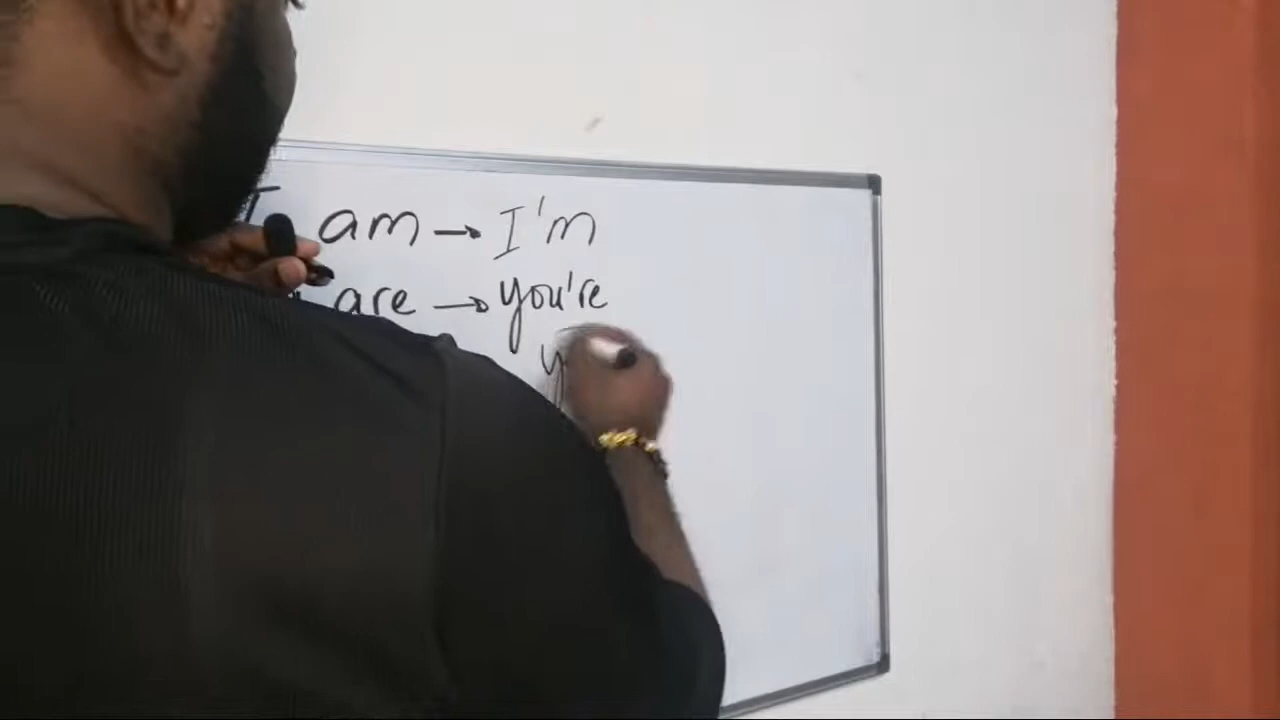 I am → I'm
are → you're
y